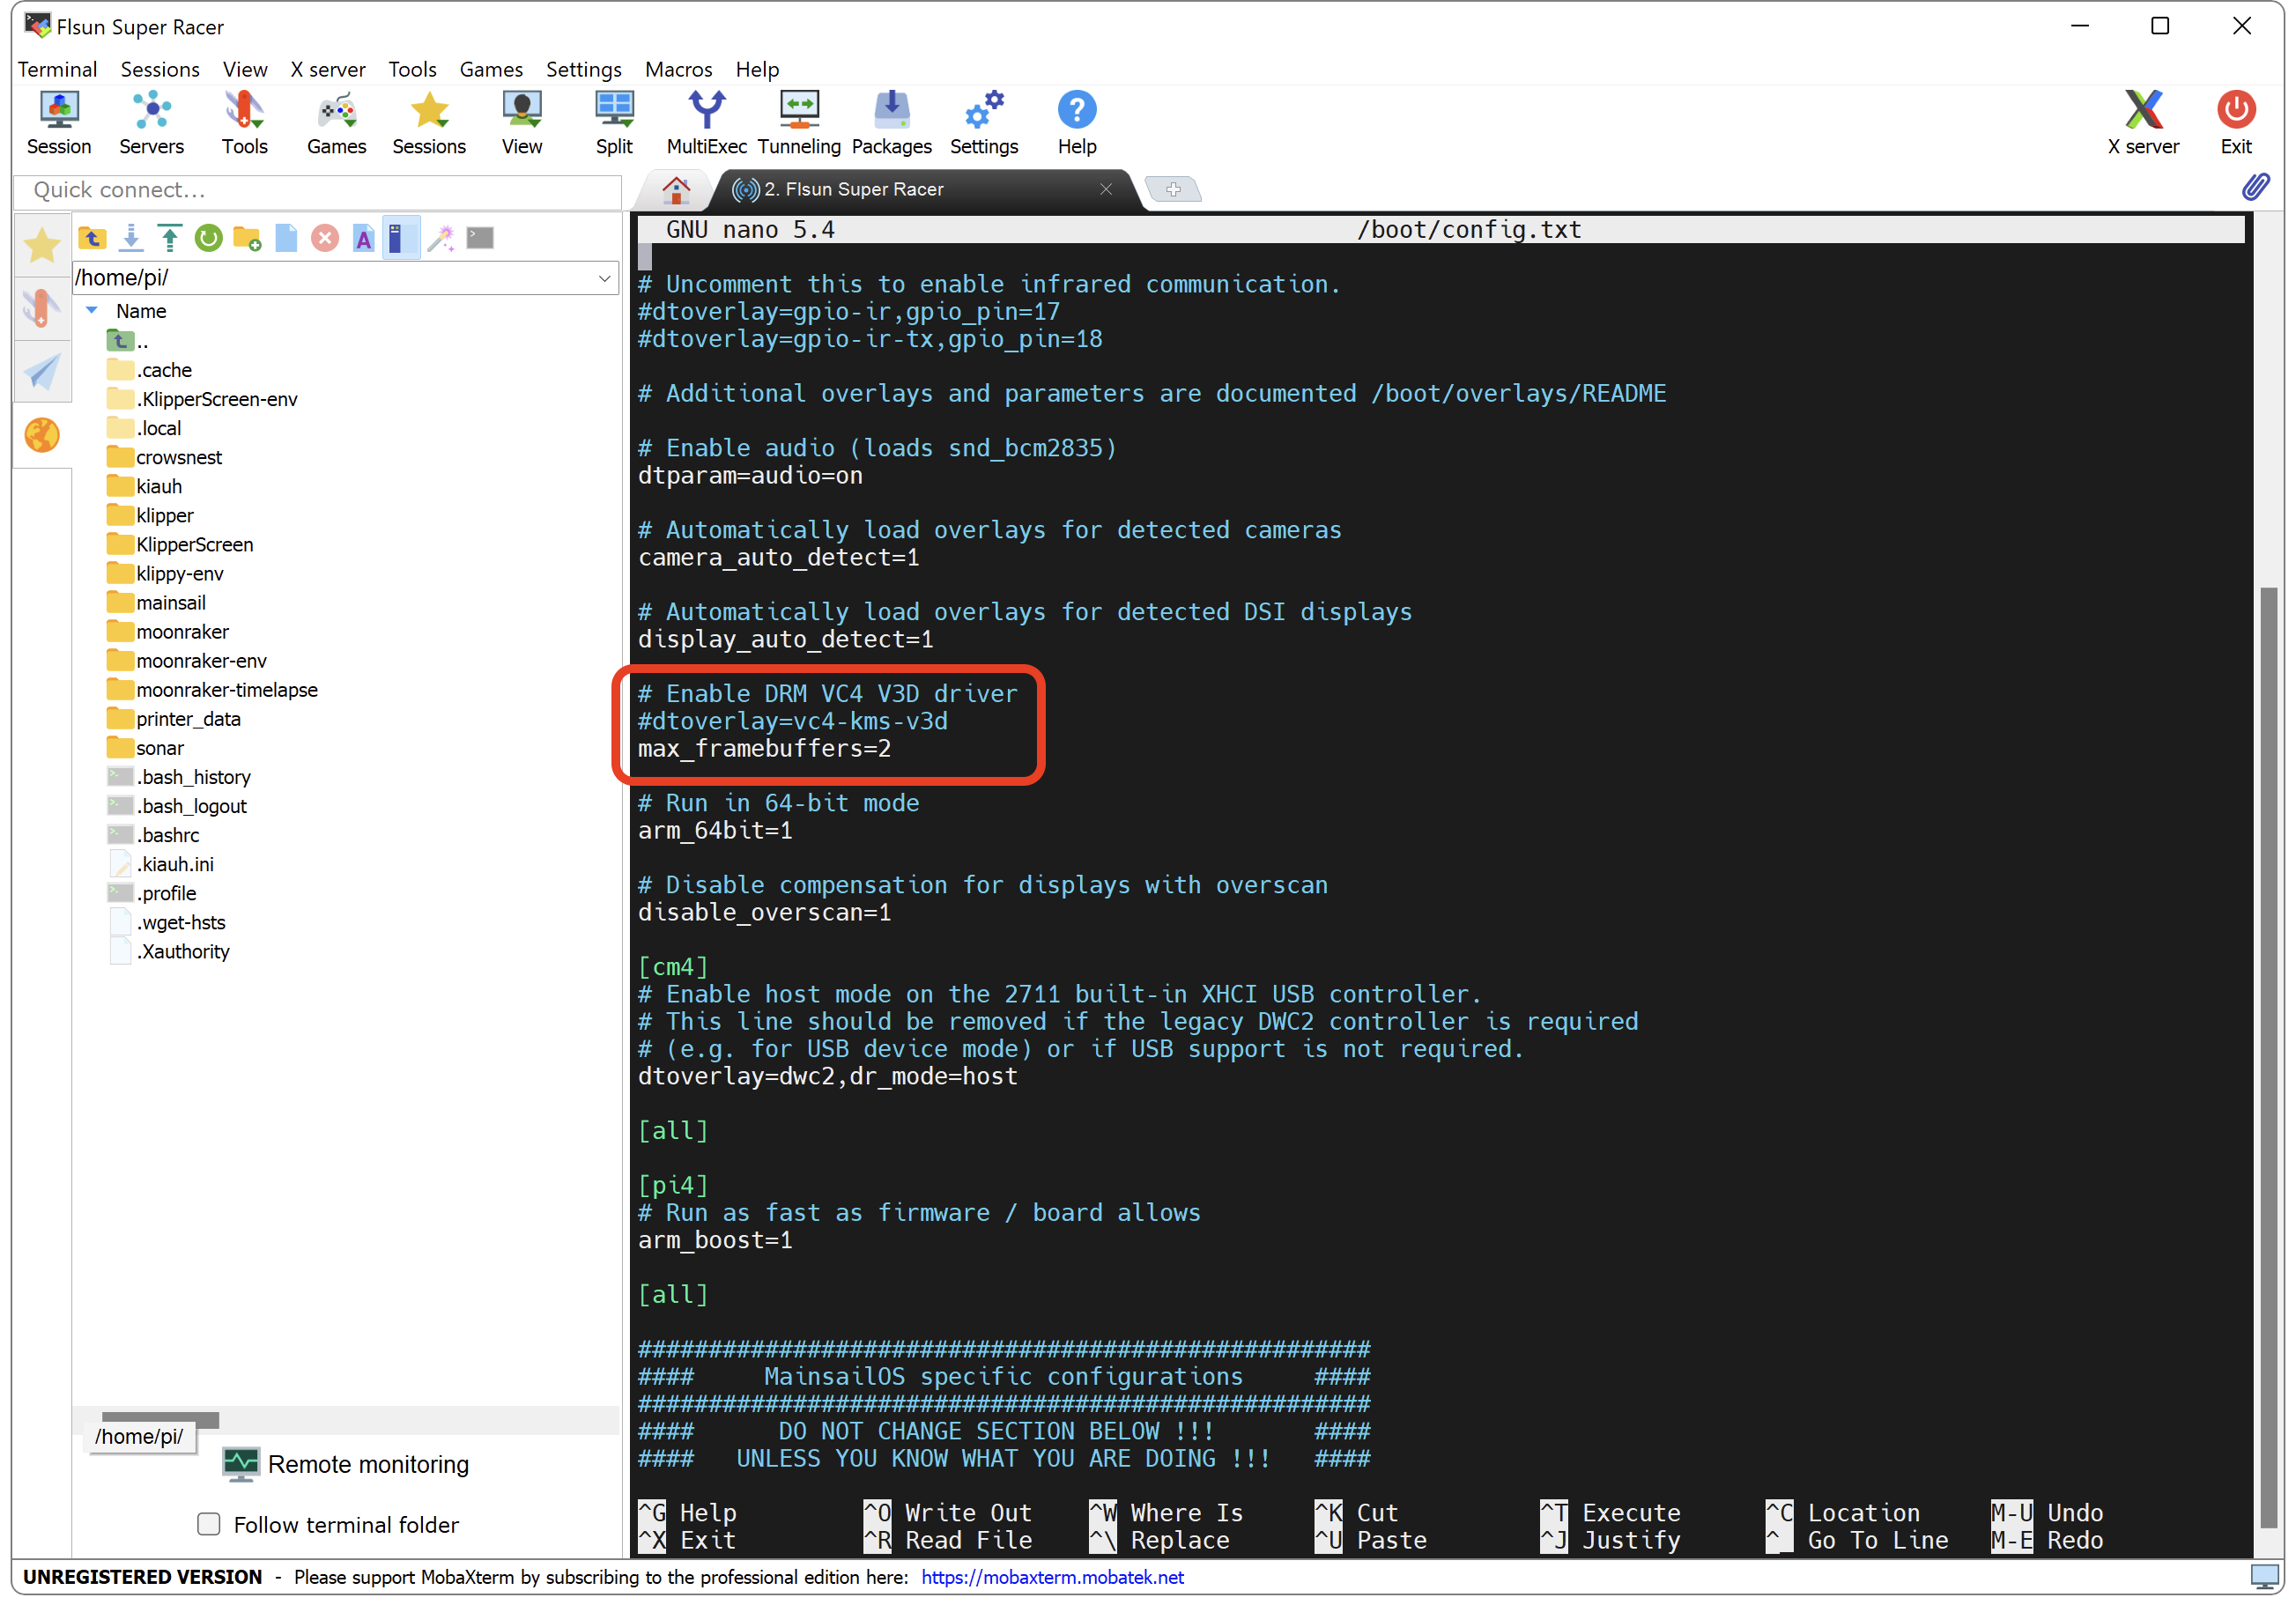 Flsun Super Racer
Terminal Sessions View X server Tools Games Settings Macros Help
Session Servers Tools Games Sessions View Split MultiExec Tunneling Packages Settings Help X server Exit
Quick connect...
2. Flsun Super Racer
/home/pi/
Name
..
.cache
.KlipperScreen-env
.local
crowsnest
kiauh
klipper
KlipperScreen
klippy-env
mainsail
moonraker
moonraker-env
moonraker-timelapse
printer_data
sonar
.bash_history
.bash_logout
.bashrc
.kiauh.ini
.profile
.wget-hsts
.Xauthority
/home/pi/
Remote monitoring
Follow terminal folder
GNU nano 5.4 /boot/config.txt
# Uncomment this to enable infrared communication.
#dtoverlay=gpio-ir,gpio_pin=17
#dtoverlay=gpio-ir-tx,gpio_pin=18
# Additional overlays and parameters are documented /boot/overlays/README
# Enable audio (loads snd_bcm2835)
dtparam=audio=on
# Automatically load overlays for detected cameras
camera_auto_detect=1
# Automatically load overlays for detected DSI displays
display_auto_detect=1
# Enable DRM VC4 V3D driver
#dtoverlay=vc4-kms-v3d
max_framebuffers=2
# Run in 64-bit mode
arm_64bit=1
# Disable compensation for displays with overscan
disable_overscan=1
[cm4]
# Enable host mode on the 2711 built-in XHCI USB controller.
# This line should be removed if the legacy DWC2 controller is required
# (e.g. for USB device mode) or if USB support is not required.
dtoverlay=dwc2,dr_mode=host
[all]
[pi4]
# Run as fast as firmware / board allows
arm_boost=1
[all]
####################################################
#### MainsailOS specific configurations ####
####################################################
#### DO NOT CHANGE SECTION BELOW !!! ####
#### UNLESS YOU KNOW WHAT YOU ARE DOING !!! ####
^G Help ^O Write Out ^W Where Is ^K Cut ^T Execute ^C Location M-U Undo
^X Exit ^R Read File ^\ Replace ^U Paste ^J Justify ^_ Go To Line M-E Redo
UNREGISTERED VERSION - Please support MobaXterm by subscribing to the professional edition here: https://mobaxterm.mobatek.net